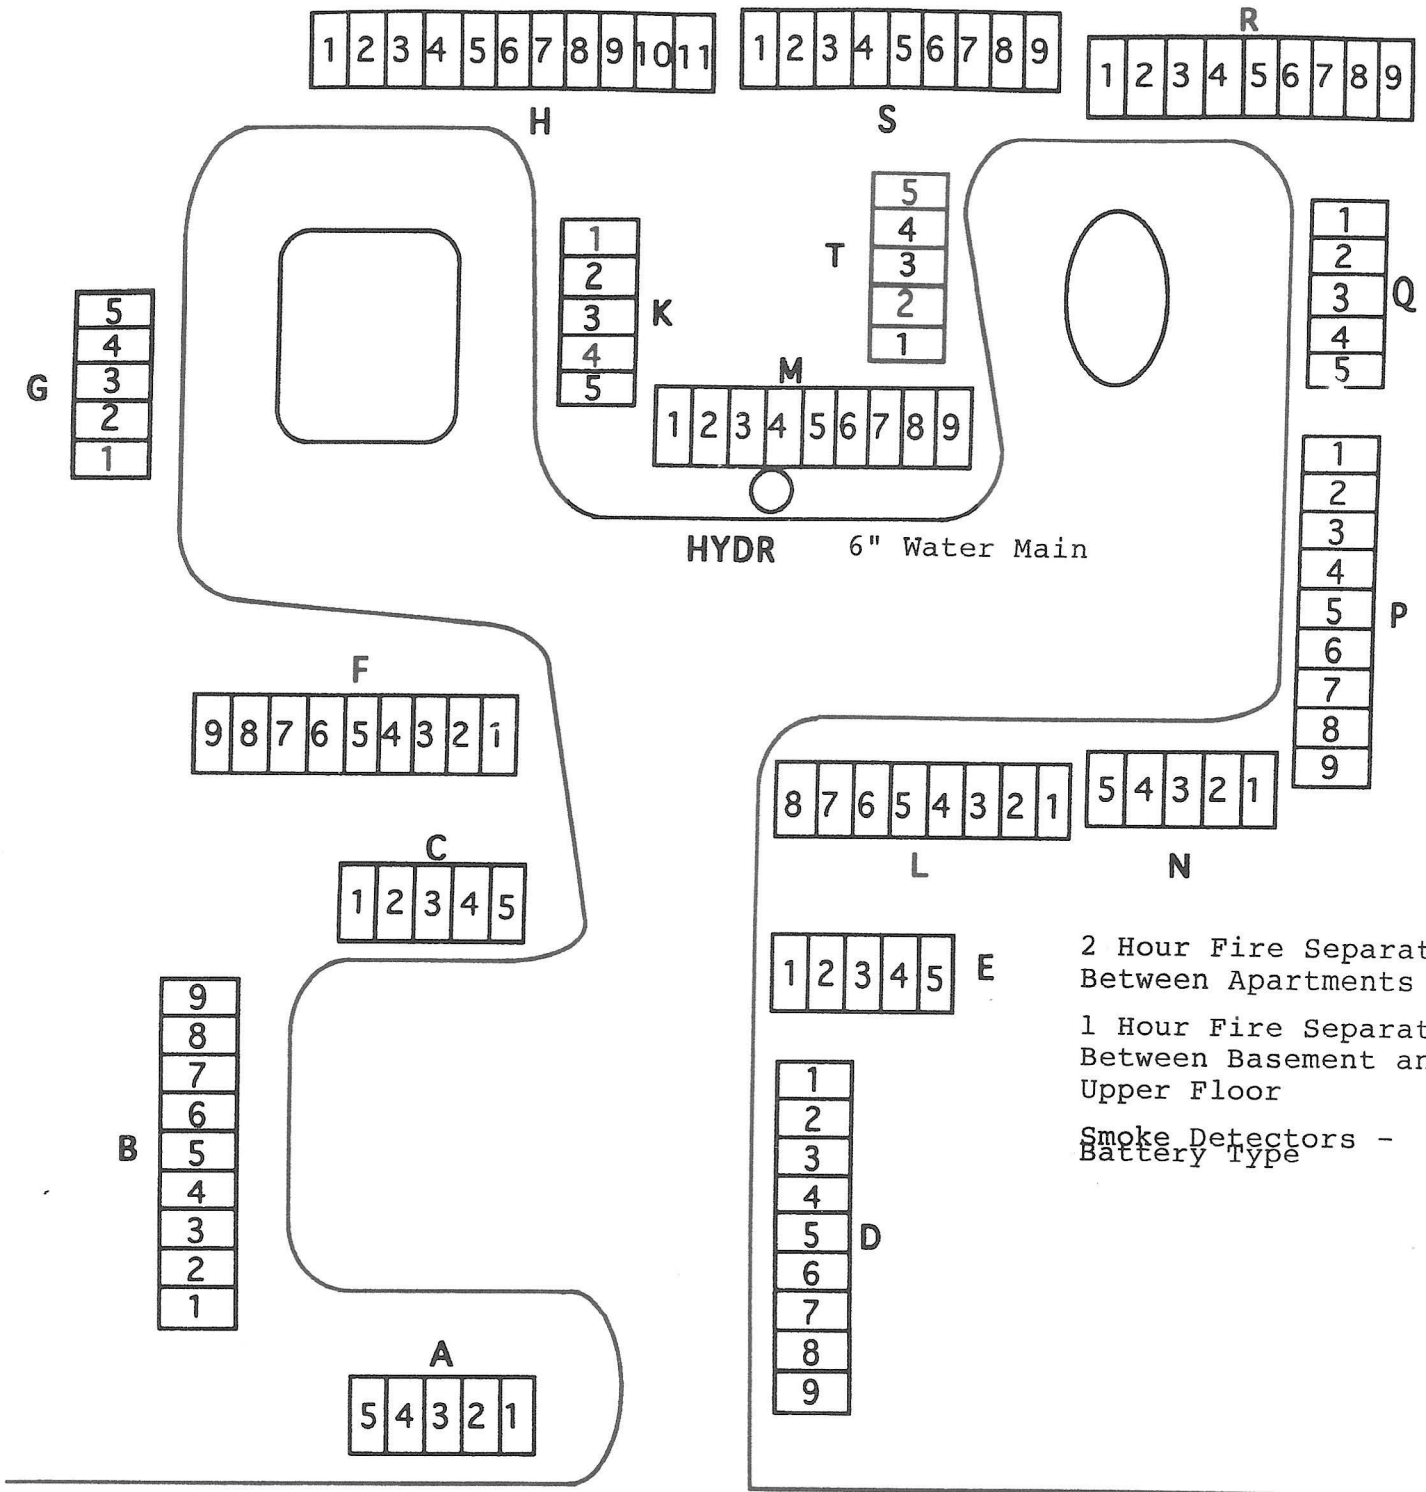 R
1 2 3 4 5 6 7 8 9 10 11
1 2 3 4 5 6 7 8 9
1 2 3 4 5 6 7 8 9
H
S
5
4
3
2
1
T
1
2
3
4
5
K
1
2
3
4
5
Q
5
4
3
2
1
G
M
1 2 3 4 5 6 7 8 9
HYDR
6" Water Main
1
2
3
4
5
6
7
8
9
P
F
9 8 7 6 5 4 3 2 1
8 7 6 5 4 3 2 1
L
5 4 3 2 1
N
C
1 2 3 4 5
1 2 3 4 5
E
2 Hour Fire Separat
Between Apartments
1 Hour Fire Separat
Between Basement an
Upper Floor
Smoke Detectors -
Battery Type
9
8
7
6
5
4
3
2
1
B
1
2
3
4
5
6
7
8
9
D
A
5 4 3 2 1